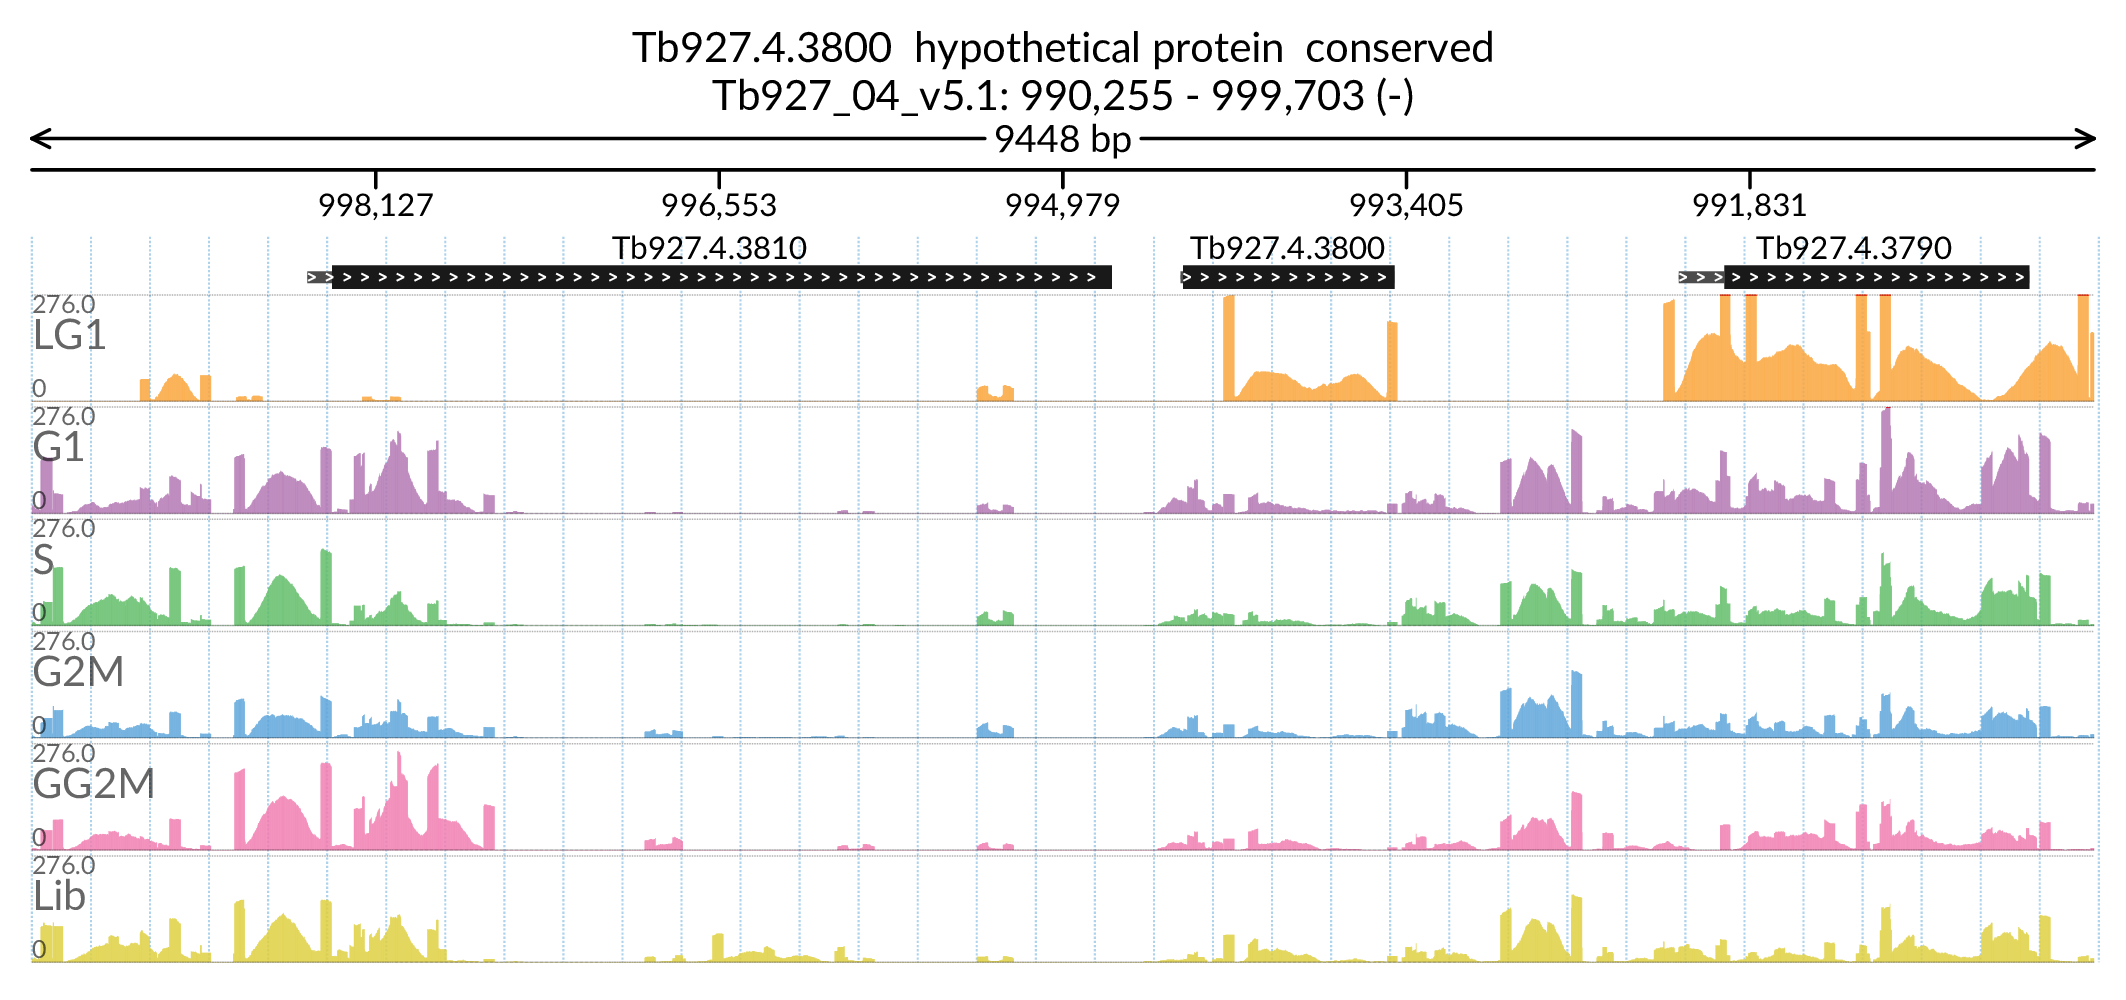 Tb927.4.3800  hypothetical protein  conserved
Tb927_04_v5.1: 990,255 - 999,703 (-)
9448 bp
998,127 996,553 994,979 993,405 991,831
Tb927.4.3810 Tb927.4.3800 Tb927.4.3790
276.0
LG1
0
276.0
G1
0
276.0
S
0
276.0
G2M
0
276.0
GG2M
0
276.0
Lib
0